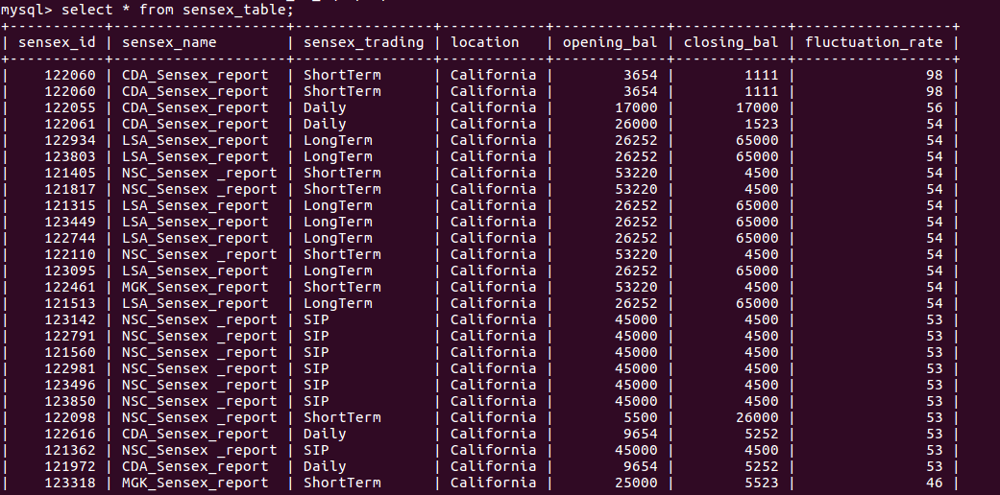 mysql> select * from sensex_table;
+-----------+-------------------+----------------+------------+-------------+-------------+------------------+
| sensex_id | sensex_name       | sensex_trading | location   | opening_bal | closing_bal | fluctuation_rate |
+-----------+-------------------+----------------+------------+-------------+-------------+------------------+
|    122060 | CDA_Sensex_report | ShortTerm      | California |        3654 |        1111 |               98 |
|    122060 | CDA_Sensex_report | ShortTerm      | California |        3654 |        1111 |               98 |
|    122055 | CDA_Sensex_report | Daily          | California |       17000 |       17000 |               56 |
|    122061 | CDA_Sensex_report | Daily          | California |       26000 |        1523 |               54 |
|    122934 | LSA_Sensex_report | LongTerm       | California |       26252 |       65000 |               54 |
|    123803 | LSA_Sensex_report | LongTerm       | California |       26252 |       65000 |               54 |
|    121405 | NSC_Sensex _report | ShortTerm      | California |       53220 |        4500 |               54 |
|    121817 | NSC_Sensex _report | ShortTerm      | California |       53220 |        4500 |               54 |
|    121315 | LSA_Sensex_report | LongTerm       | California |       26252 |       65000 |               54 |
|    123449 | LSA_Sensex_report | LongTerm       | California |       26252 |       65000 |               54 |
|    122744 | LSA_Sensex_report | LongTerm       | California |       26252 |       65000 |               54 |
|    122110 | NSC_Sensex _report | ShortTerm      | California |       53220 |        4500 |               54 |
|    123095 | LSA_Sensex_report | LongTerm       | California |       26252 |       65000 |               54 |
|    122461 | MGK_Sensex_report | ShortTerm      | California |       53220 |        4500 |               54 |
|    121513 | LSA_Sensex_report | LongTerm       | California |       26252 |       65000 |               54 |
|    123142 | NSC_Sensex _report | SIP            | California |       45000 |        4500 |               53 |
|    122791 | NSC_Sensex _report | SIP            | California |       45000 |        4500 |               53 |
|    121560 | NSC_Sensex _report | SIP            | California |       45000 |        4500 |               53 |
|    122981 | NSC_Sensex _report | SIP            | California |       45000 |        4500 |               53 |
|    123496 | NSC_Sensex _report | SIP            | California |       45000 |        4500 |               53 |
|    123850 | NSC_Sensex _report | SIP            | California |       45000 |        4500 |               53 |
|    122098 | NSC_Sensex _report | ShortTerm      | California |        5500 |       26000 |               53 |
|    122616 | CDA_Sensex_report | Daily          | California |        9654 |        5252 |               53 |
|    121362 | NSC_Sensex _report | SIP            | California |       45000 |        4500 |               53 |
|    121972 | CDA_Sensex_report | Daily          | California |        9654 |        5252 |               53 |
|    123318 | MGK_Sensex_report | ShortTerm      | California |       25000 |        5523 |               46 |